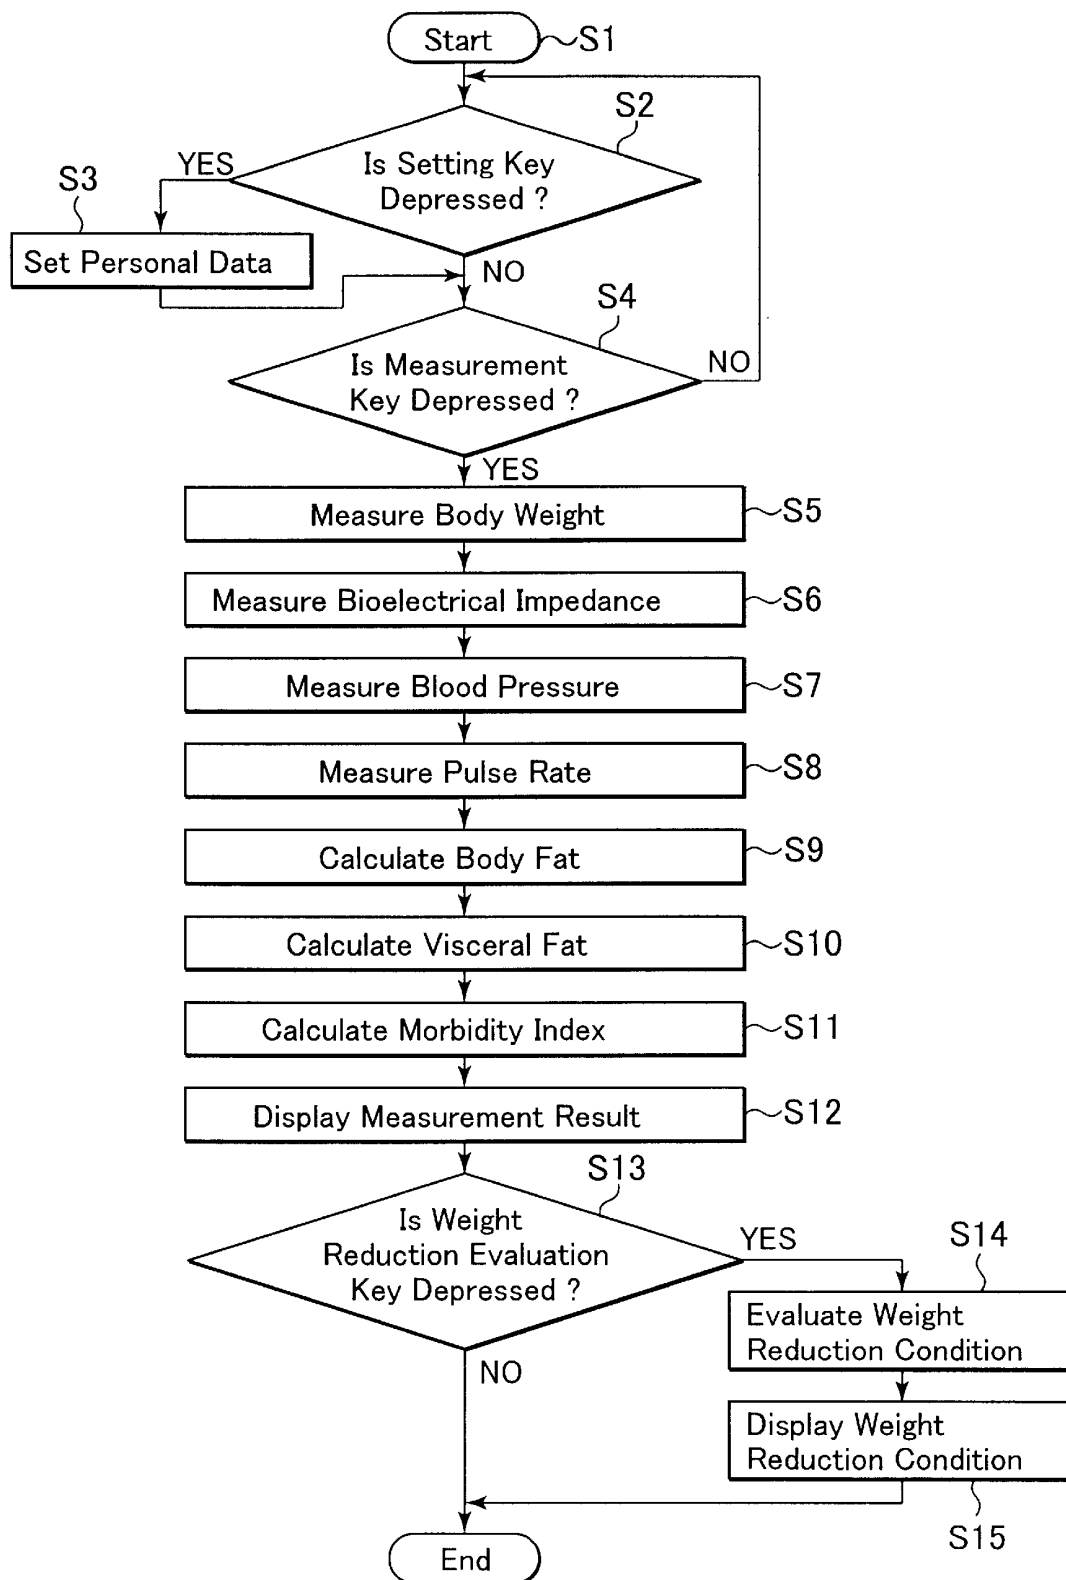 Start
S1
S2
Is Setting Key
Depressed ?
YES
S3
Set Personal Data
NO
S4
Is Measurement
Key Depressed ?
NO
YES
Measure Body Weight
S5
Measure Bioelectrical Impedance
S6
Measure Blood Pressure
S7
Measure Pulse Rate
S8
Calculate Body Fat
S9
Calculate Visceral Fat
S10
Calculate Morbidity Index
S11
Display Measurement Result
S12
S13
Is Weight
Reduction Evaluation
Key Depressed ?
YES
S14
Evaluate Weight
Reduction Condition
NO
Display Weight
Reduction Condition
S15
End